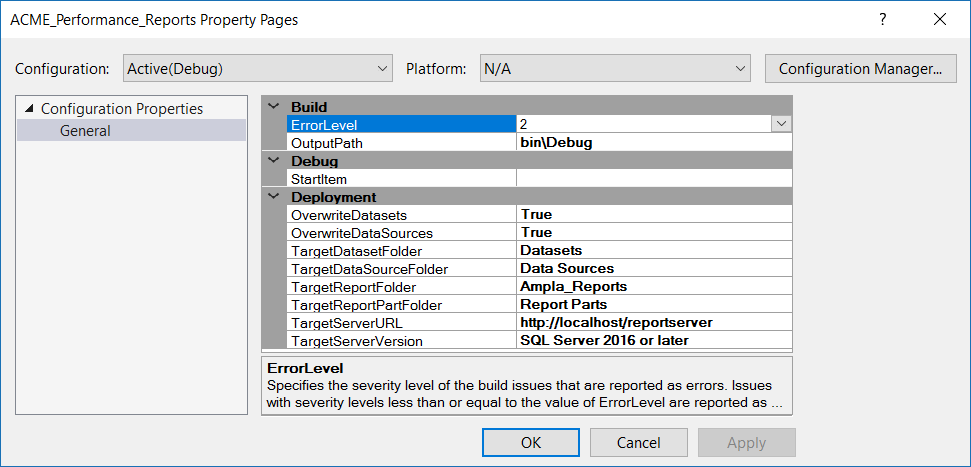 ACME_Performance_Reports Property Pages ?
Configuration: Active(Debug) Platform: N/A Configuration Manager...
Configuration Properties
General
Build
ErrorLevel 2
OutputPath bin\Debug
Debug
StartItem
Deployment
OverwriteDatasets True
OverwriteDataSources True
TargetDatasetFolder Datasets
TargetDataSourceFolder Data Sources
TargetReportFolder Ampla_Reports
TargetReportPartFolder Report Parts
TargetServerURL http://localhost/reportserver
TargetServerVersion SQL Server 2016 or later
ErrorLevel
Specifies the severity level of the build issues that are reported as errors. Issues
with severity levels less than or equal to the value of ErrorLevel are reported as ...
OK Cancel Apply